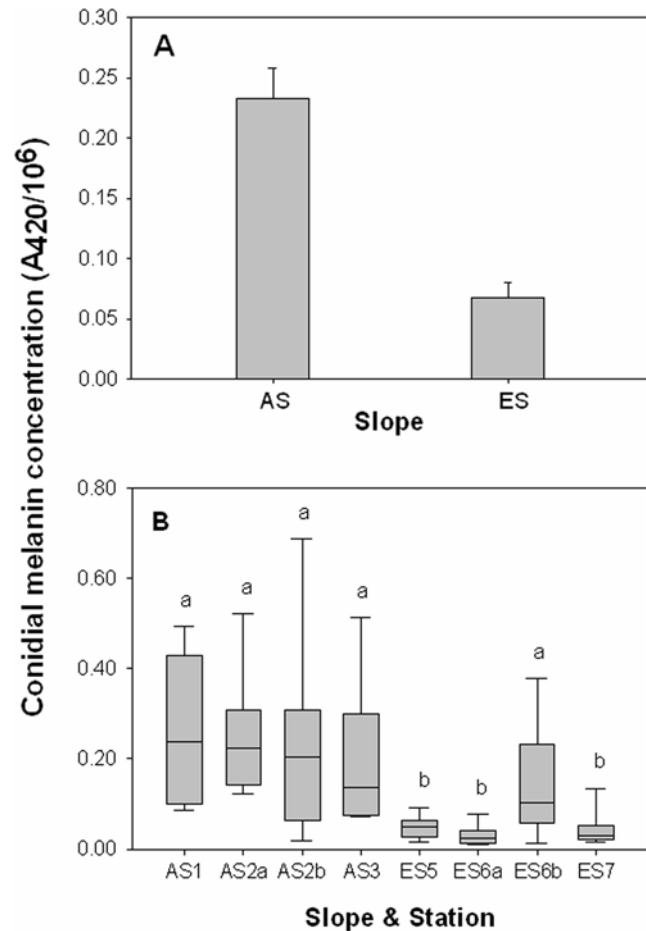 Conidial melanin concentration (A420/10⁶)
A
0.30
0.25
0.20
0.15
0.10
0.05
0.00
AS ES
Slope
B
0.80
0.60
0.40
0.20
0.00
a a a a b b a b
AS1 AS2a AS2b AS3 ES5 ES6a ES6b ES7
Slope & Station